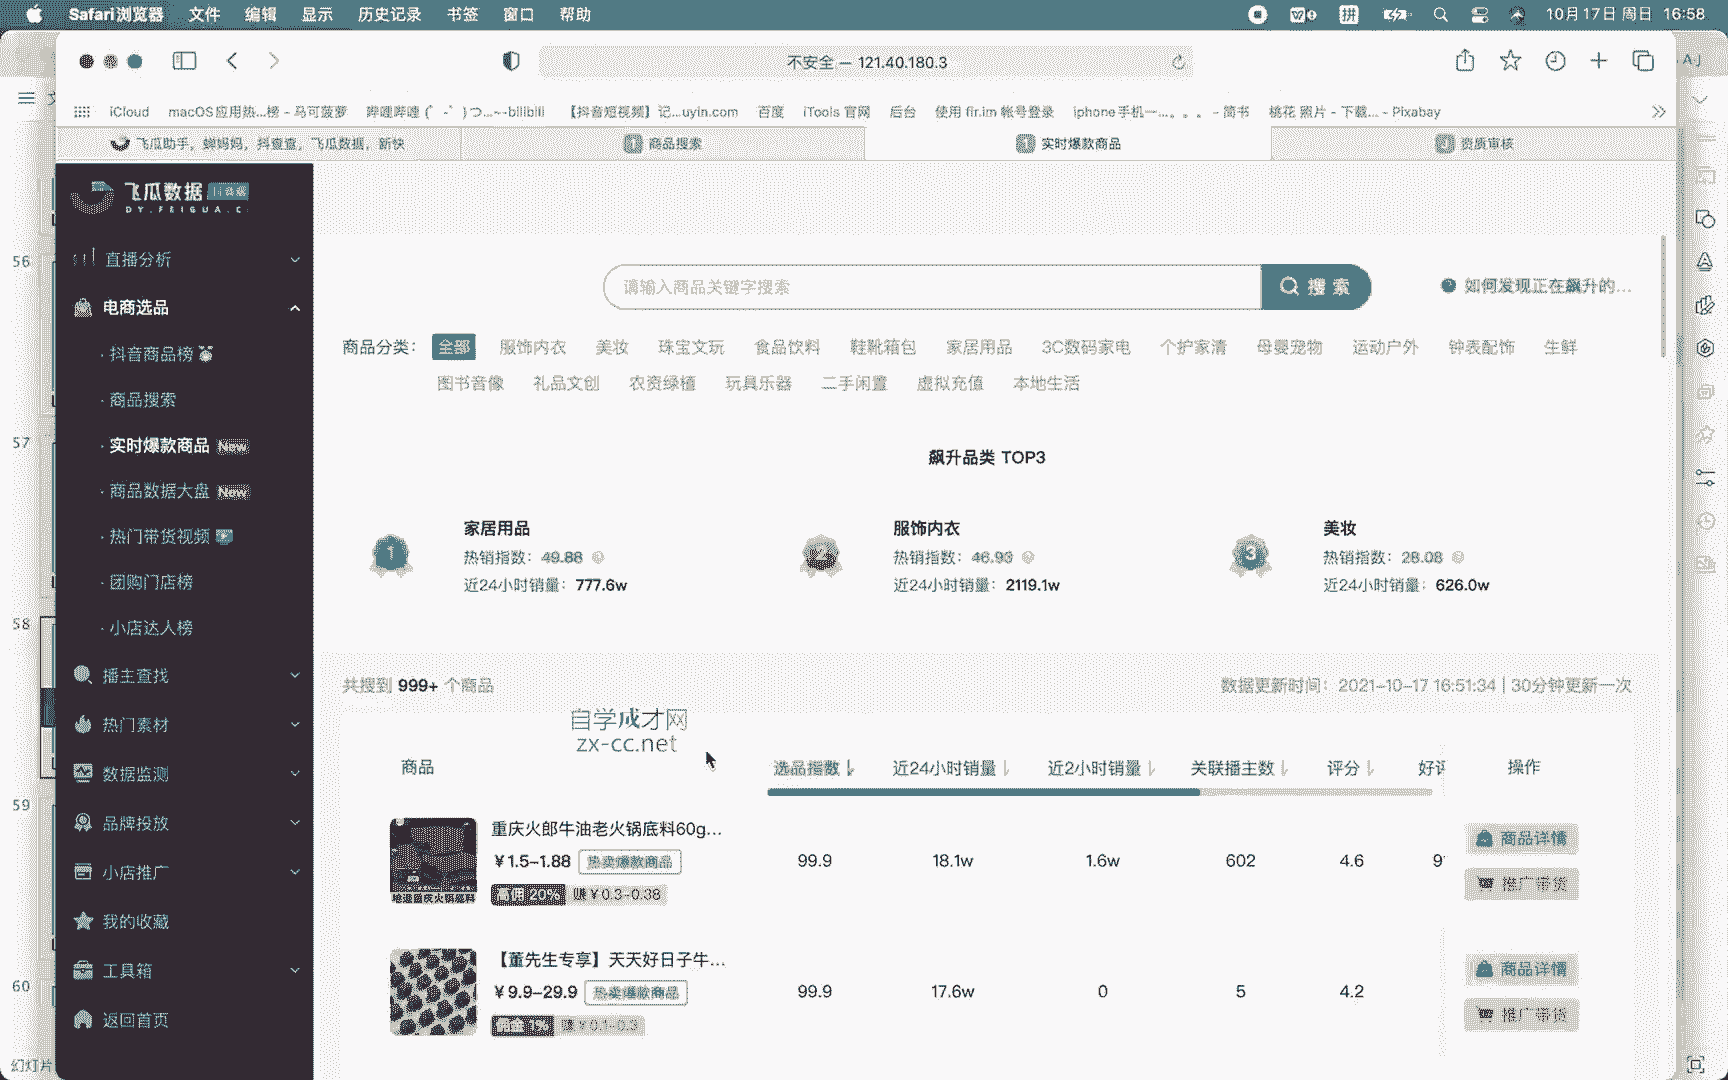 Safari浏览器 文件 编辑 显示 历史记录 书签 窗口 帮助
拼 10月17日 周日 16:58
不安全 — 121.40.180.3
iCloud macOS应用热...榜 - 马可菠萝 哔哩哔哩 (゜-゜)つ...~-bilibili 【抖音短视频】记...uyin.com 百度 iTools 官网 后台 使用 fir.im 帐号登录 iphone手机一...。。。 - 简书 桃花 照片 - 下载... - Pixabay
飞瓜助手，蝉妈妈，抖查查，飞瓜数据，新快 商品搜索 实时爆款商品 资质审核
飞瓜数据 抖音版
DY.FEIGUA.C
直播分析
电商选品
· 抖音商品榜
· 商品搜索
· 实时爆款商品 New
· 商品数据大盘 New
· 热门带货视频
· 团购门店榜
· 小店达人榜
播主查找
热门素材
数据监测
品牌投放
小店推广
我的收藏
工具箱
返回首页
56
57
58
59
60
幻灯片
请输入商品关键字搜索 搜 索 ? 如何发现正在飙升的...
商品分类： 全部 服饰内衣 美妆 珠宝文玩 食品饮料 鞋靴箱包 家居用品 3C数码家电 个护家清 母婴宠物 运动户外 钟表配饰 生鲜
图书音像 礼品文创 农资绿植 玩具乐器 二手闲置 虚拟充值 本地生活
飙升品类 TOP3
1 家居用品
热销指数：49.88
近24小时销量：777.6w
2 服饰内衣
热销指数：46.93
近24小时销量：2119.1w
3 美妆
热销指数：28.08
近24小时销量：626.0w
共搜到 999+ 个商品 数据更新时间：2021-10-17 16:51:34 | 30分钟更新一次
自学成才网
zx-cc.net
商品 选品指数 近24小时销量 近2小时销量 关联播主数 评分 好评 操作
重庆火郎牛油老火锅底料60g...
¥1.5-1.88 热卖爆款商品
高佣 20% 赚¥0.3-0.38
地道重庆火锅底料
99.9 18.1w 1.6w 602 4.6 9
商品详情
推广带货
【董先生专享】天天好日子牛...
¥9.9-29.9 热卖爆款商品
佣金 1% 赚¥0.1-0.3
99.9 17.6w 0 5 4.2
商品详情
推广带货